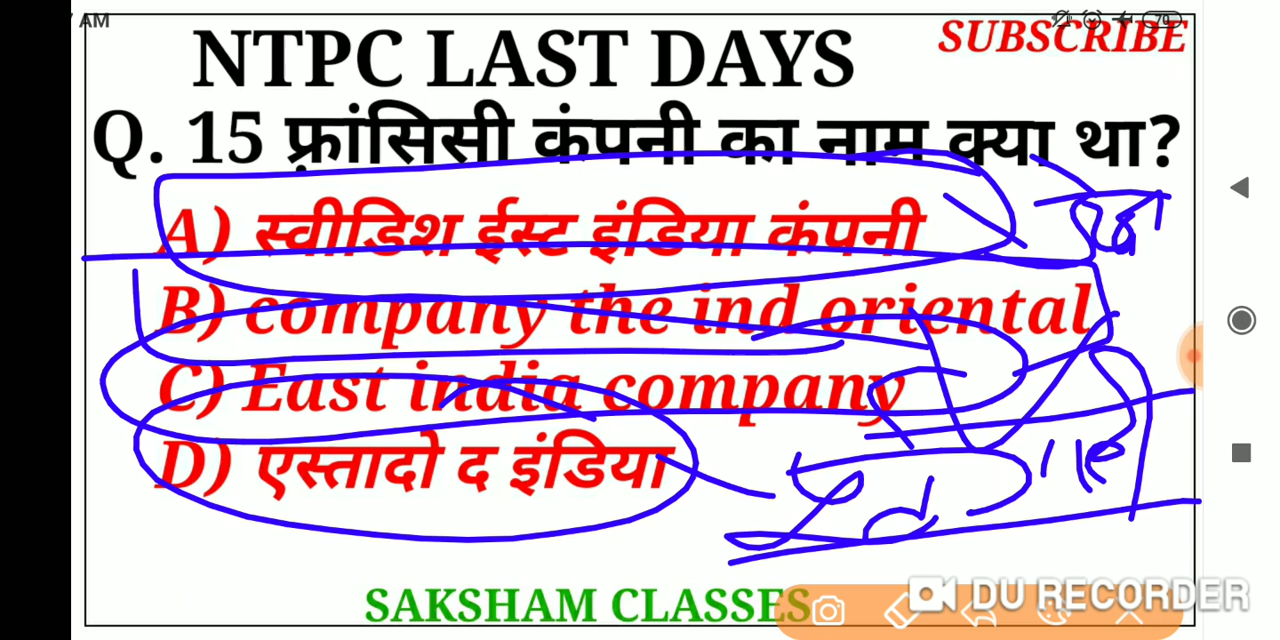 AM
79
SUBSCRIBE
NTPC LAST DAYS
Q. 15 फ़्रांसिसी कंपनी का नाम क्या था?
A) स्वीडिश ईस्ट इंडिया कंपनी
B) company the ind oriental
C) East india company
D) एस्तादो द इंडिया
SAKSHAM CLASSES
DU RECORDER